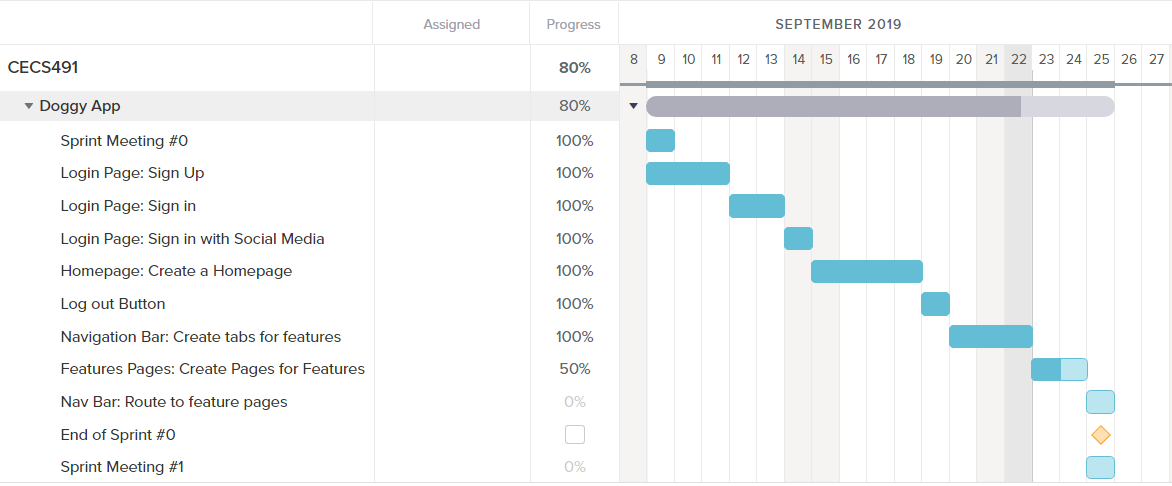 Assigned Progress SEPTEMBER 2019
8 9 10 11 12 13 14 15 16 17 18 19 20 21 22 23 24 25 26 27
CECS491 80%
Doggy App 80%
Sprint Meeting #0 100%
Login Page: Sign Up 100%
Login Page: Sign in 100%
Login Page: Sign in with Social Media 100%
Homepage: Create a Homepage 100%
Log out Button 100%
Navigation Bar: Create tabs for features 100%
Features Pages: Create Pages for Features 50%
Nav Bar: Route to feature pages 0%
End of Sprint #0
Sprint Meeting #1 0%